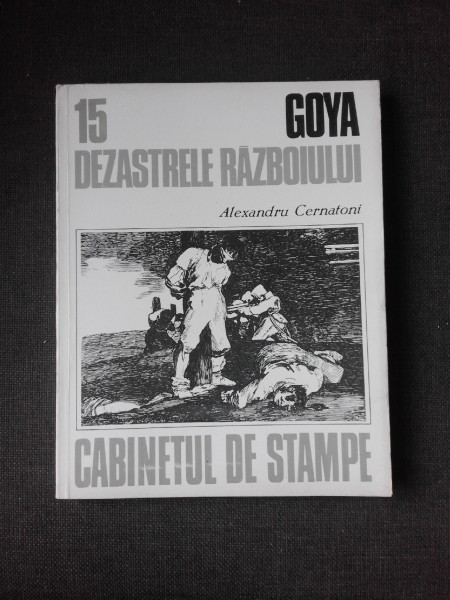 15 GOYA
DEZASTRELE RĂZBOIULUI
Alexandru Cernatoni
CABINETUL DE STAMPE